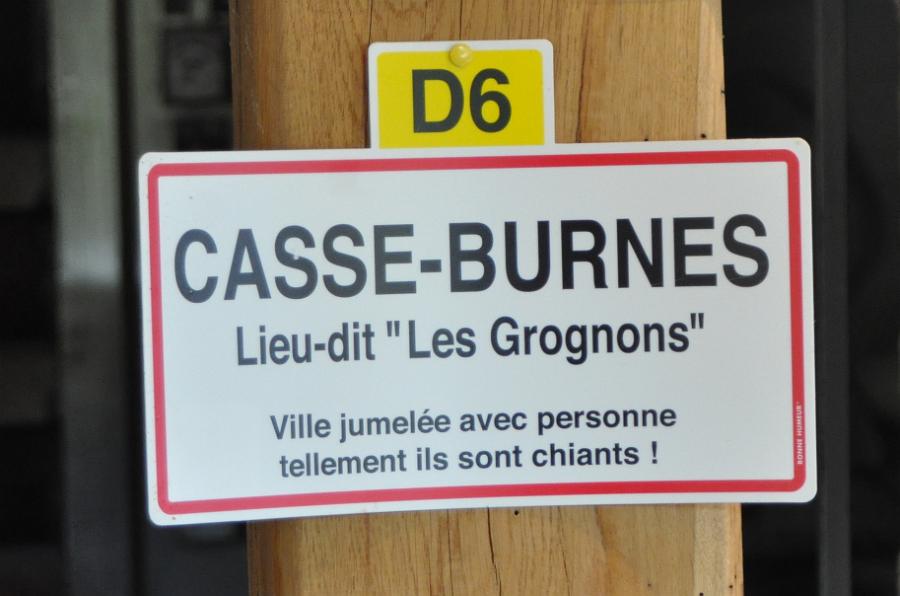 D6
CASSE-BURNES
Lieu-dit "Les Grognons"
Ville jumelée avec personne
tellement ils sont chiants !
BONNE HUMEUR